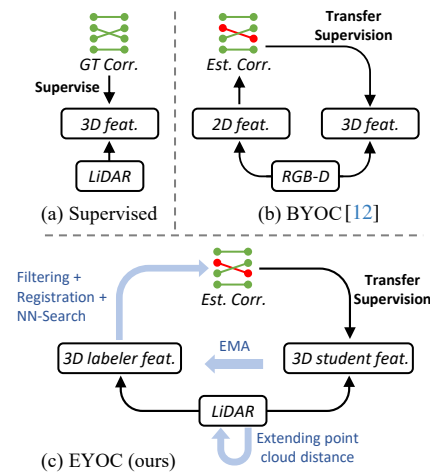 GT Corr.
Supervise
3D feat.
LiDAR
(a) Supervised
Transfer
Supervision
Est. Corr.
2D feat.
3D feat.
RGB-D
(b) BYOC [12]
Filtering +
Registration +
NN-Search
Est. Corr.
Transfer
Supervision
3D labeler feat.
EMA
3D student feat.
LiDAR
Extending point
cloud distance
(c) EYOC (ours)